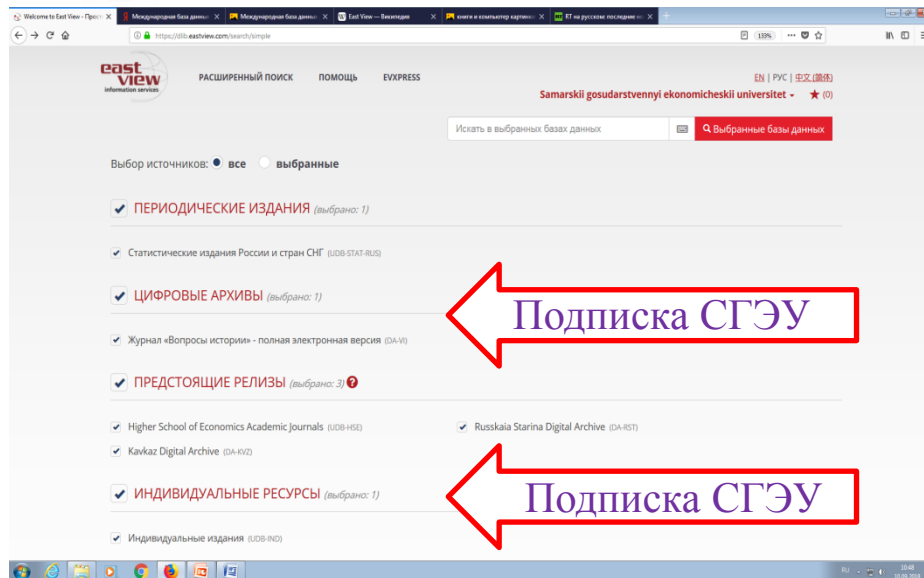 Welcome to East View - Прос
Международная база данных
Международная база данных
East View — Википедия
книги и компьютер картинки
RT на русском: последние но
https://dlib.eastview.com/search/simple
133%
east
view
information services
РАСШИРЕННЫЙ ПОИСК ПОМОЩЬ EVXPRESS
EN | РУС | 中文 (簡体)
Samarskii gosudarstvennyi ekonomicheskii universitet (0)
Искать в выбранных базах данных
Выбранные базы данных
Выбор источников: все выбранные
ПЕРИОДИЧЕСКИЕ ИЗДАНИЯ (выбрано: 1)
Статистические издания России и стран СНГ (UDB-STAT-RUS)
ЦИФРОВЫЕ АРХИВЫ (выбрано: 1)
Подписка СГЭУ
Журнал «Вопросы истории» - полная электронная версия (DA-VI)
ПРЕДСТОЯЩИЕ РЕЛИЗЫ (выбрано: 3) ?
Higher School of Economics Academic Journals (UDB-HSE)
Russkaia Starina Digital Archive (DA-RST)
Kavkaz Digital Archive (DA-KVZ)
ИНДИВИДУАЛЬНЫЕ РЕСУРСЫ (выбрано: 1)
Подписка СГЭУ
Индивидуальные издания (UDB-IND)
RU